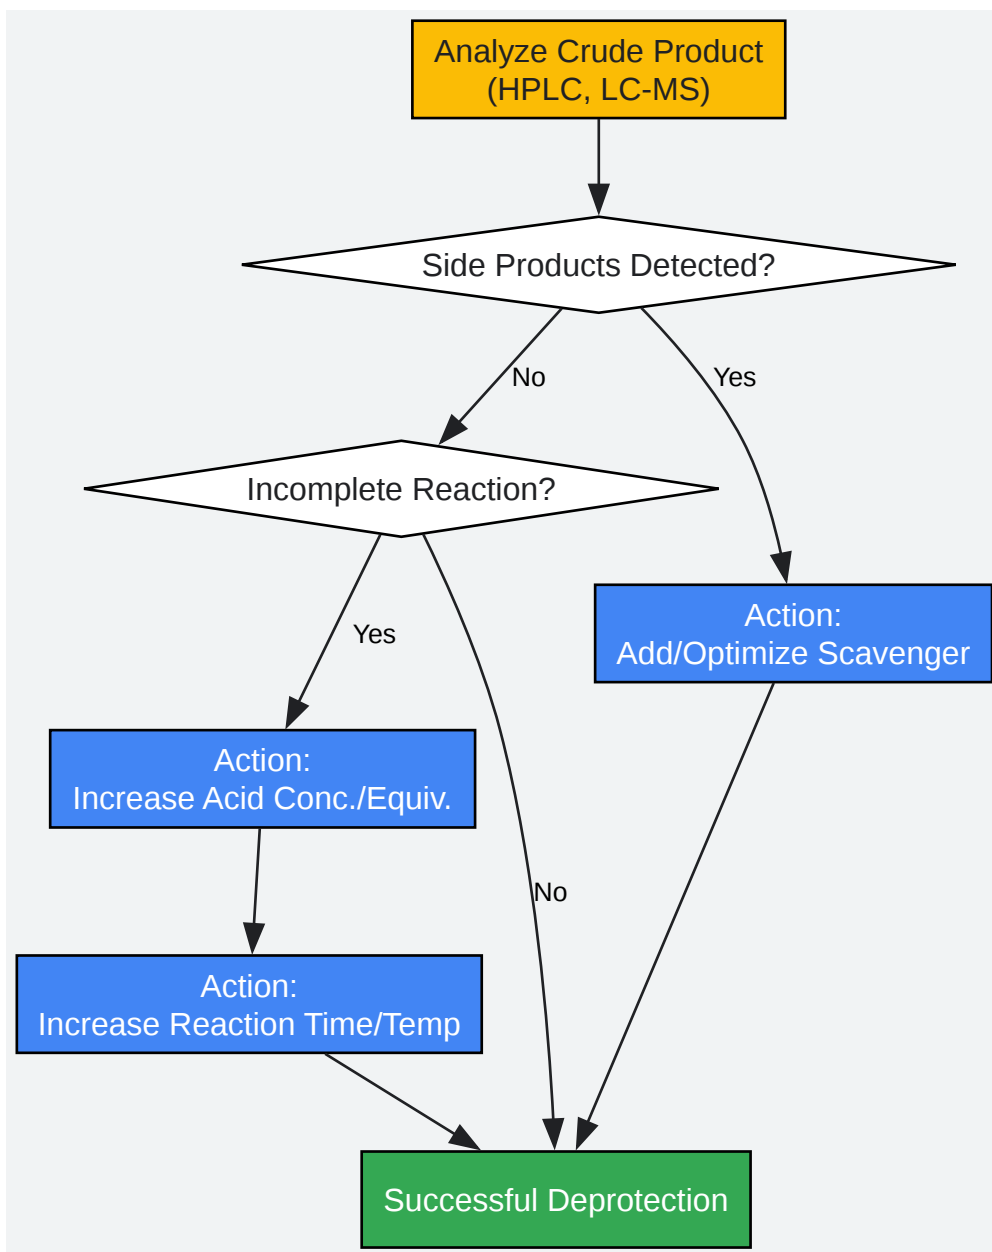 Analyze Crude Product
(HPLC, LC-MS)
Side Products Detected?
No
Yes
Incomplete Reaction?
Action:
Add/Optimize Scavenger
Yes
Action:
Increase Acid Conc./Equiv.
No
Action:
Increase Reaction Time/Temp
Successful Deprotection